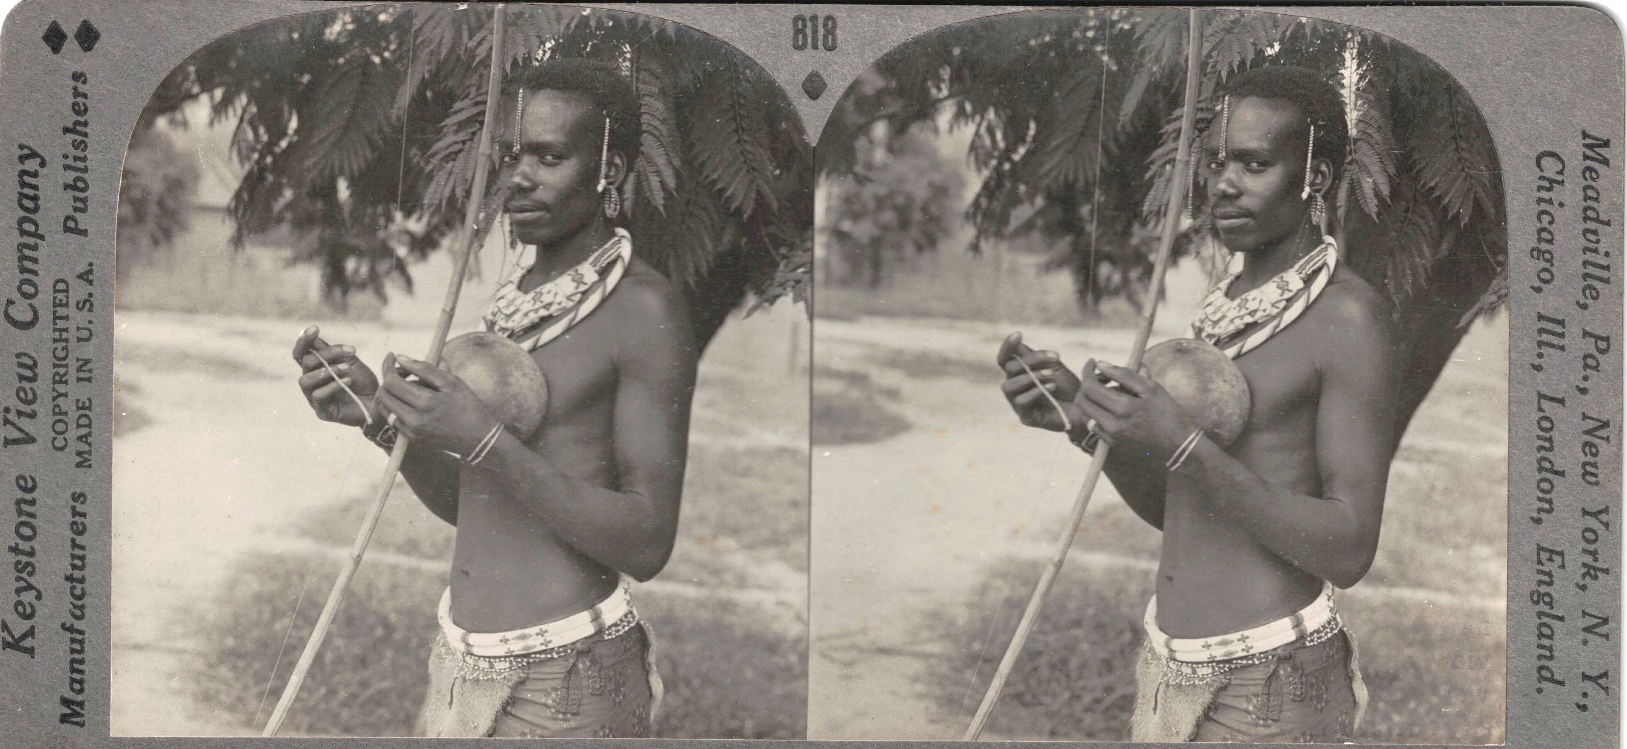 Keystone View Company
COPYRIGHTED
MADE IN U.S.A.
Manufacturers Publishers
818
Meadville, Pa., New York, N. Y.,
Chicago, Ill., London, England.